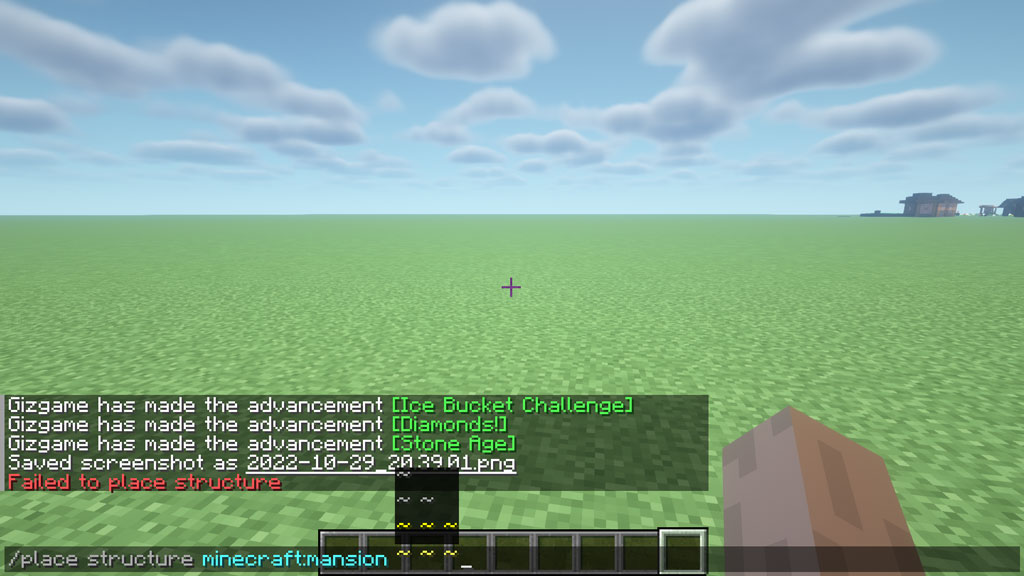 Gizgame has made the advancement [Ice Bucket Challenge]
Gizgame has made the advancement [Diamonds!]
Gizgame has made the advancement [Stone Age]
Saved screenshot as 2022-10-29_20.39.01.png
Failed to place structure
~
~ ~
~ ~ ~
/place structure minecraft:mansion ~ ~ ~ _